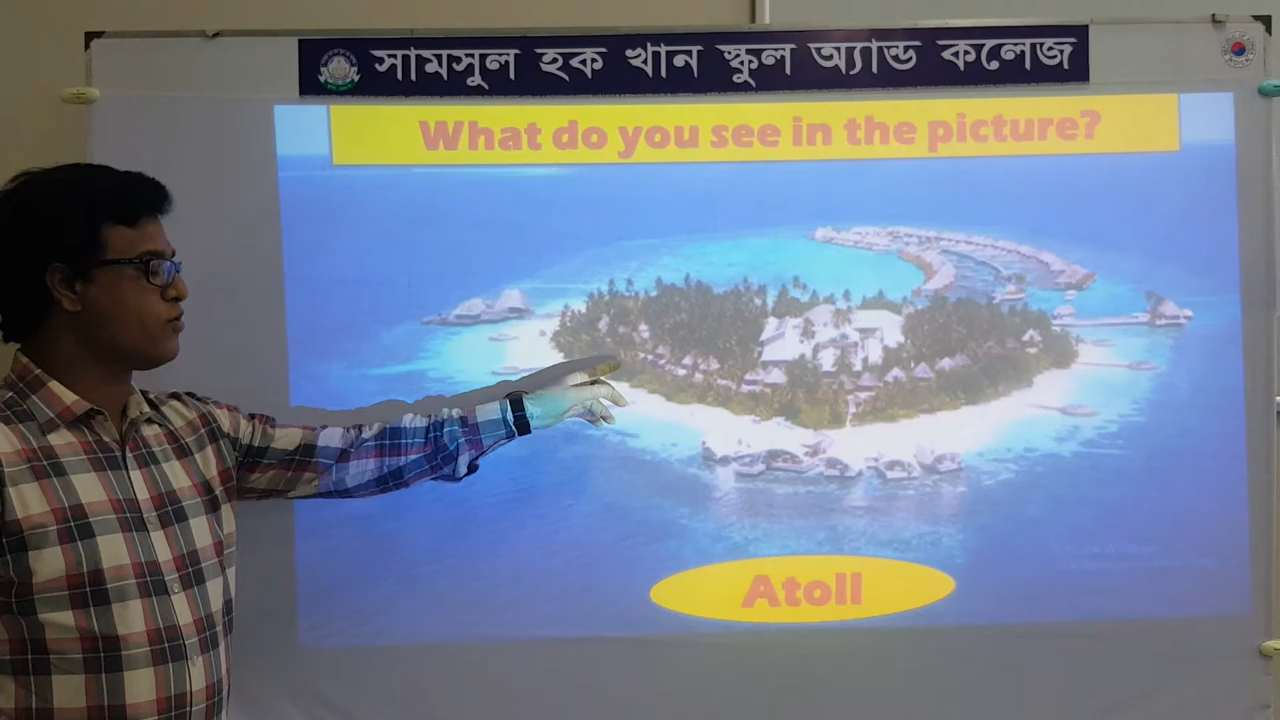 সামসুল হক খান স্কুল অ্যান্ড কলেজ
What do you see in the picture?
Atoll